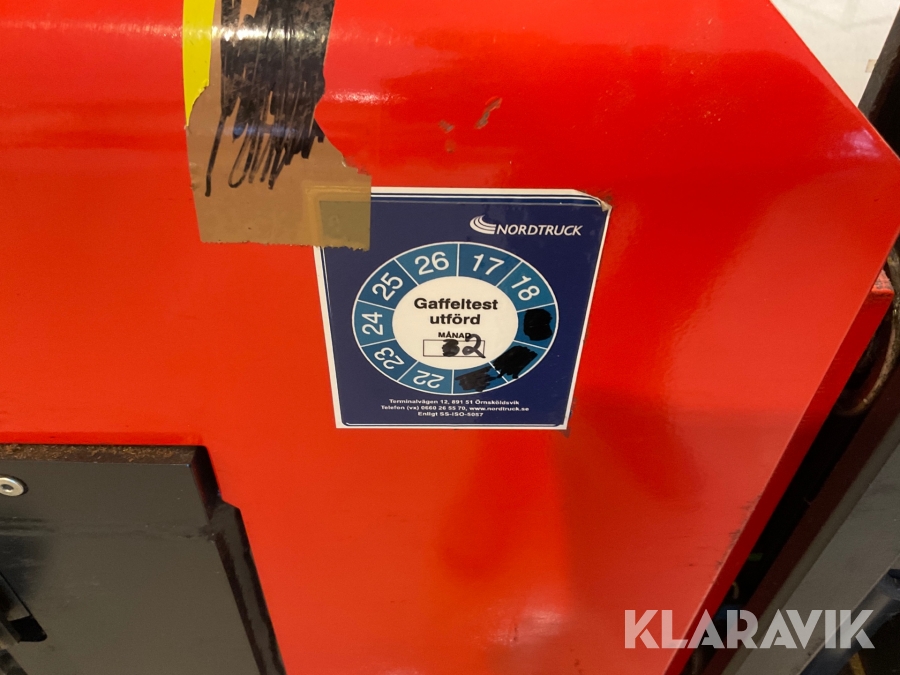 NORDTRUCK
17
18
22
23
24
25
26
Gaffeltest
utförd
MÅNAD
2
Terminalvägen 12, 891 51 Örnsköldsvik
Telefon (vx) 0660 26 55 70, www.nordtruck.se
Enligt SS-ISO-5057
KLARAVIK